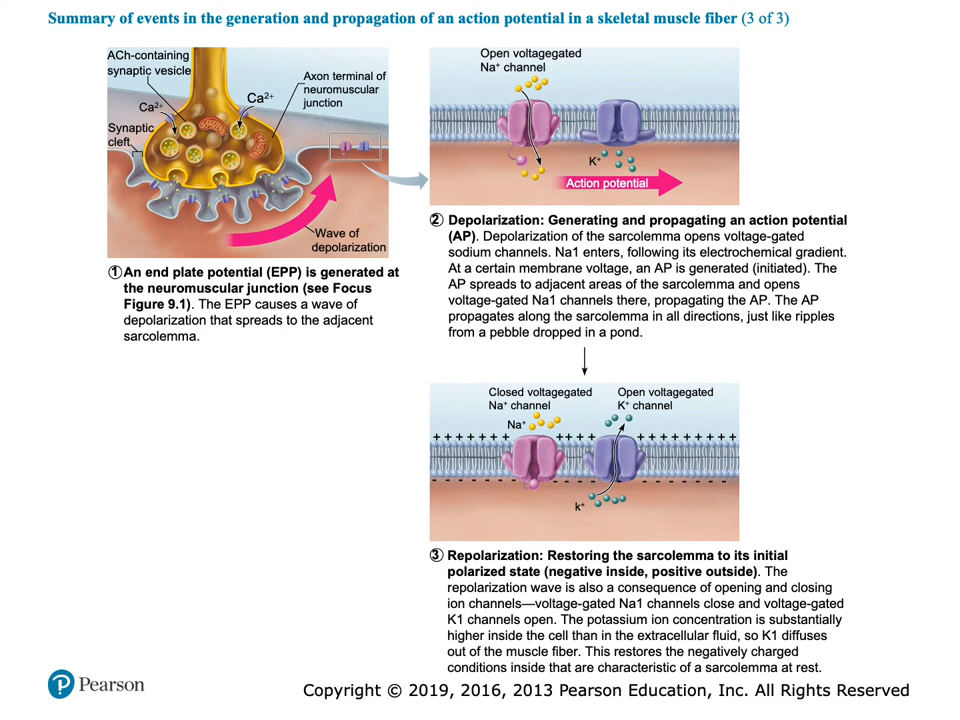 Summary of events in the generation and propagation of an action potential in a skeletal muscle fiber (3 of 3)
ACh-containing
synaptic vesicle
Ca²⁺
Synaptic
cleft
Ca²⁺
Axon terminal of
neuromuscular
junction
Wave of
depolarization
① An end plate potential (EPP) is generated at
the neuromuscular junction (see Focus
Figure 9.1). The EPP causes a wave of
depolarization that spreads to the adjacent
sarcolemma.
Open voltagegated
Na⁺ channel
K⁺
Action potential
② Depolarization: Generating and propagating an action potential
(AP). Depolarization of the sarcolemma opens voltage-gated
sodium channels. Na1 enters, following its electrochemical gradient.
At a certain membrane voltage, an AP is generated (initiated). The
AP spreads to adjacent areas of the sarcolemma and opens
voltage-gated Na1 channels there, propagating the AP. The AP
propagates along the sarcolemma in all directions, just like ripples
from a pebble dropped in a pond.
Closed voltagegated
Na⁺ channel
Open voltagegated
K⁺ channel
Na⁺
+ + + + + + + + + + + + + + + + + + + +
k⁺
③ Repolarization: Restoring the sarcolemma to its initial
polarized state (negative inside, positive outside). The
repolarization wave is also a consequence of opening and closing
ion channels—voltage-gated Na1 channels close and voltage-gated
K1 channels open. The potassium ion concentration is substantially
higher inside the cell than in the extracellular fluid, so K1 diffuses
out of the muscle fiber. This restores the negatively charged
conditions inside that are characteristic of a sarcolemma at rest.
P Pearson
Copyright © 2019, 2016, 2013 Pearson Education, Inc. All Rights Reserved